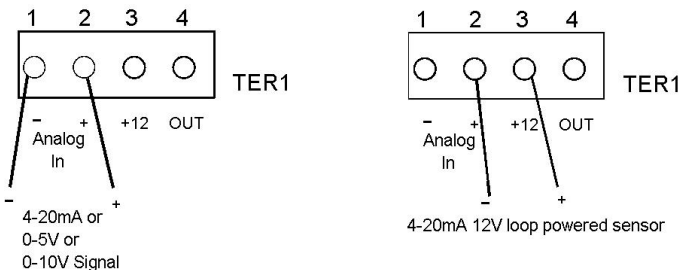 1 2 3 4
TER1
- + +12 OUT
Analog
In
- +
4-20mA or
0-5V or
0-10V Signal
1 2 3 4
TER1
- + +12 OUT
Analog
In
- +
4-20mA 12V loop powered sensor